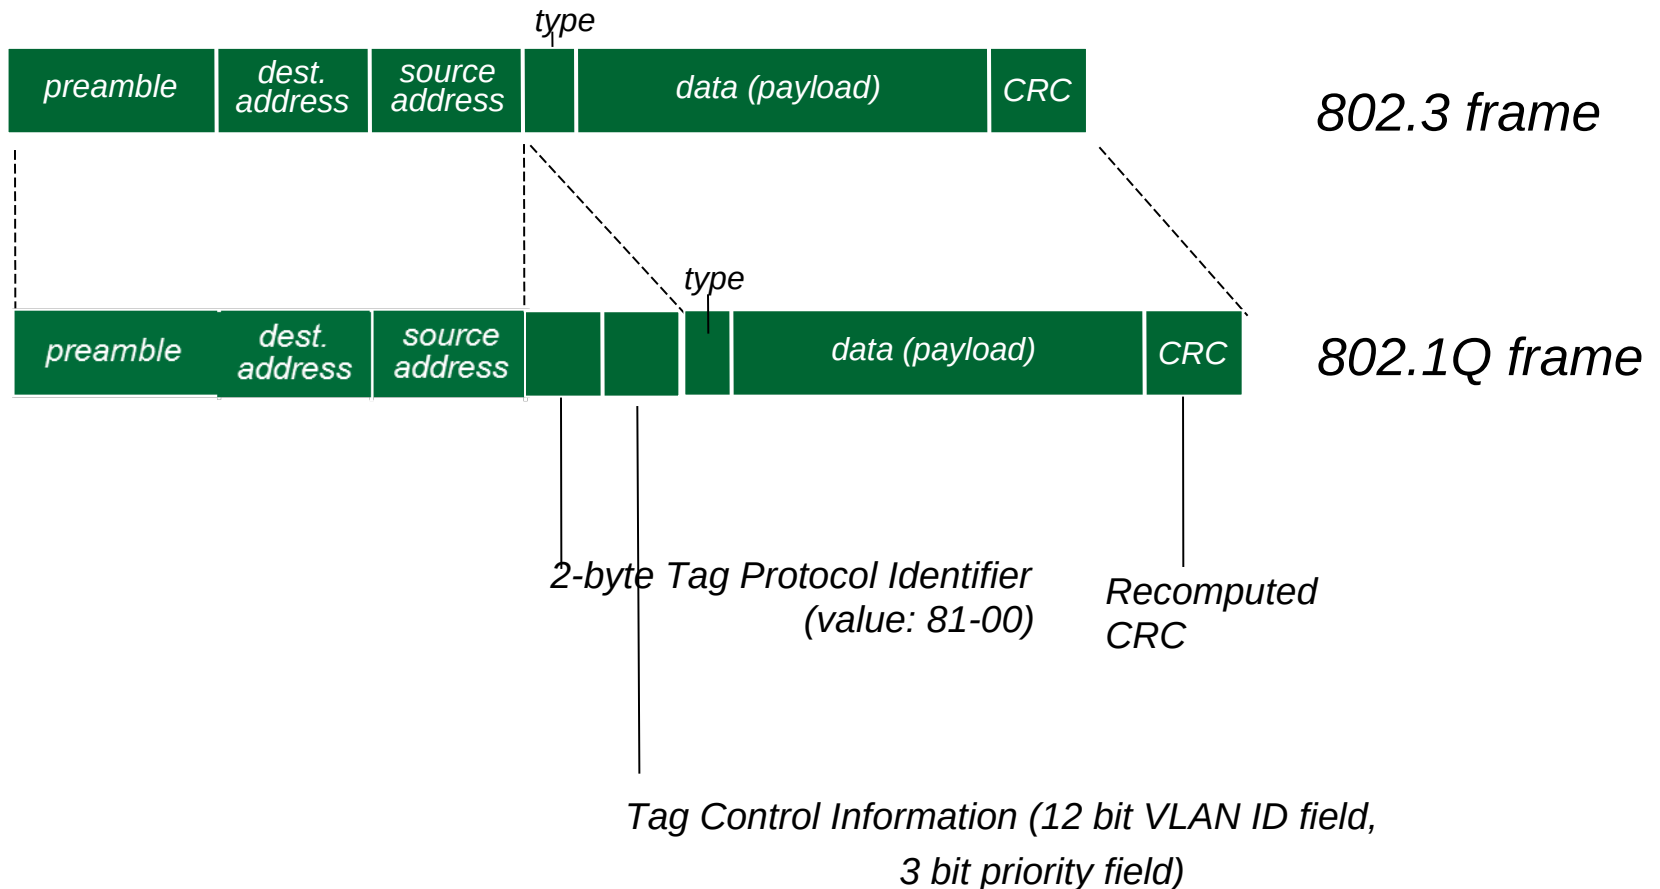 type
preamble
dest.
address
source
address
data (payload)
CRC
802.3 frame
type
preamble
dest.
address
source
address
data (payload)
CRC
802.1Q frame
2-byte Tag Protocol Identifier
(value: 81-00)
Recomputed
CRC
Tag Control Information (12 bit VLAN ID field,
3 bit priority field)